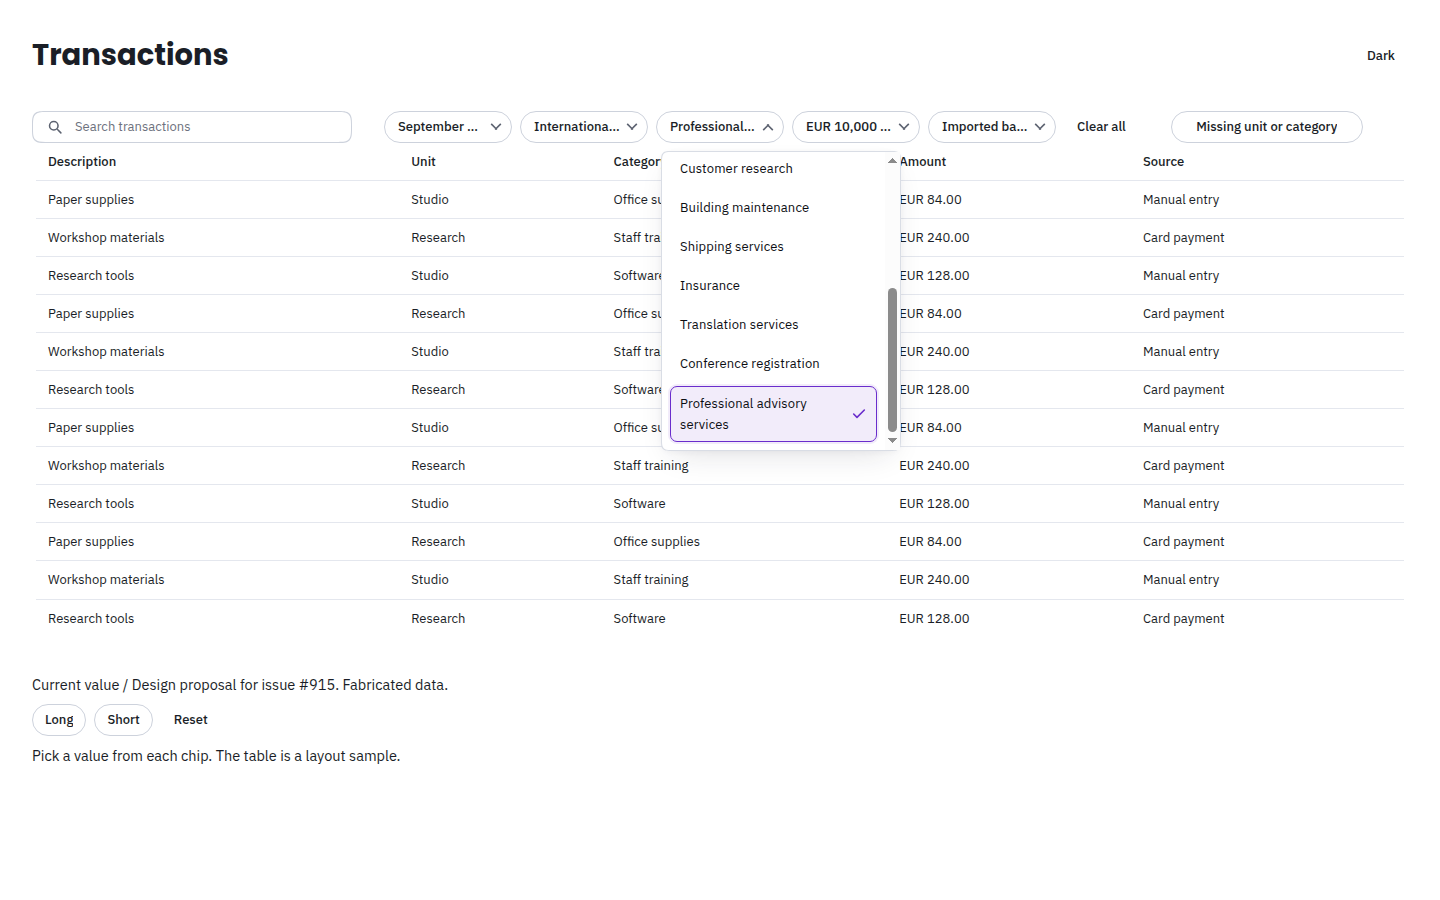 Transactions
Dark
Search transactions
September ...
Internationa...
Professional...
EUR 10,000 ...
Imported ba...
Clear all
Missing unit or category
Description Unit Categor Amount Source
Paper supplies Studio Office su EUR 84.00 Manual entry
Workshop materials Research Staff tra EUR 240.00 Card payment
Research tools Studio Software EUR 128.00 Manual entry
Paper supplies Research Office su EUR 84.00 Card payment
Workshop materials Studio Staff tra EUR 240.00 Manual entry
Research tools Research Software EUR 128.00 Card payment
Paper supplies Studio Office su EUR 84.00 Manual entry
Workshop materials Research Staff training EUR 240.00 Card payment
Research tools Studio Software EUR 128.00 Manual entry
Paper supplies Research Office supplies EUR 84.00 Card payment
Workshop materials Studio Staff training EUR 240.00 Manual entry
Research tools Research Software EUR 128.00 Card payment
Customer research
Building maintenance
Shipping services
Insurance
Translation services
Conference registration
Professional advisory
services
Current value / Design proposal for issue #915. Fabricated data.
Long
Short
Reset
Pick a value from each chip. The table is a layout sample.